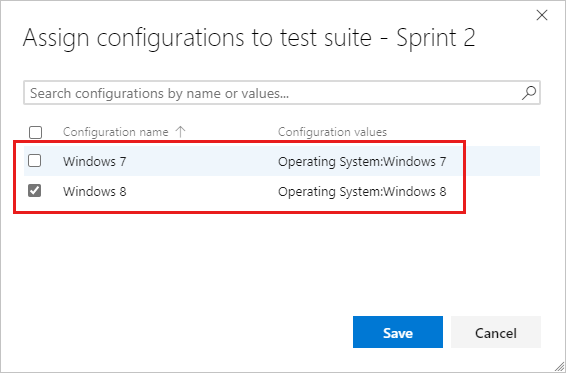 Assign configurations to test suite - Sprint 2
Search configurations by name or values...
Configuration name Configuration values
Windows 7 Operating System:Windows 7
Windows 8 Operating System:Windows 8
Save Cancel